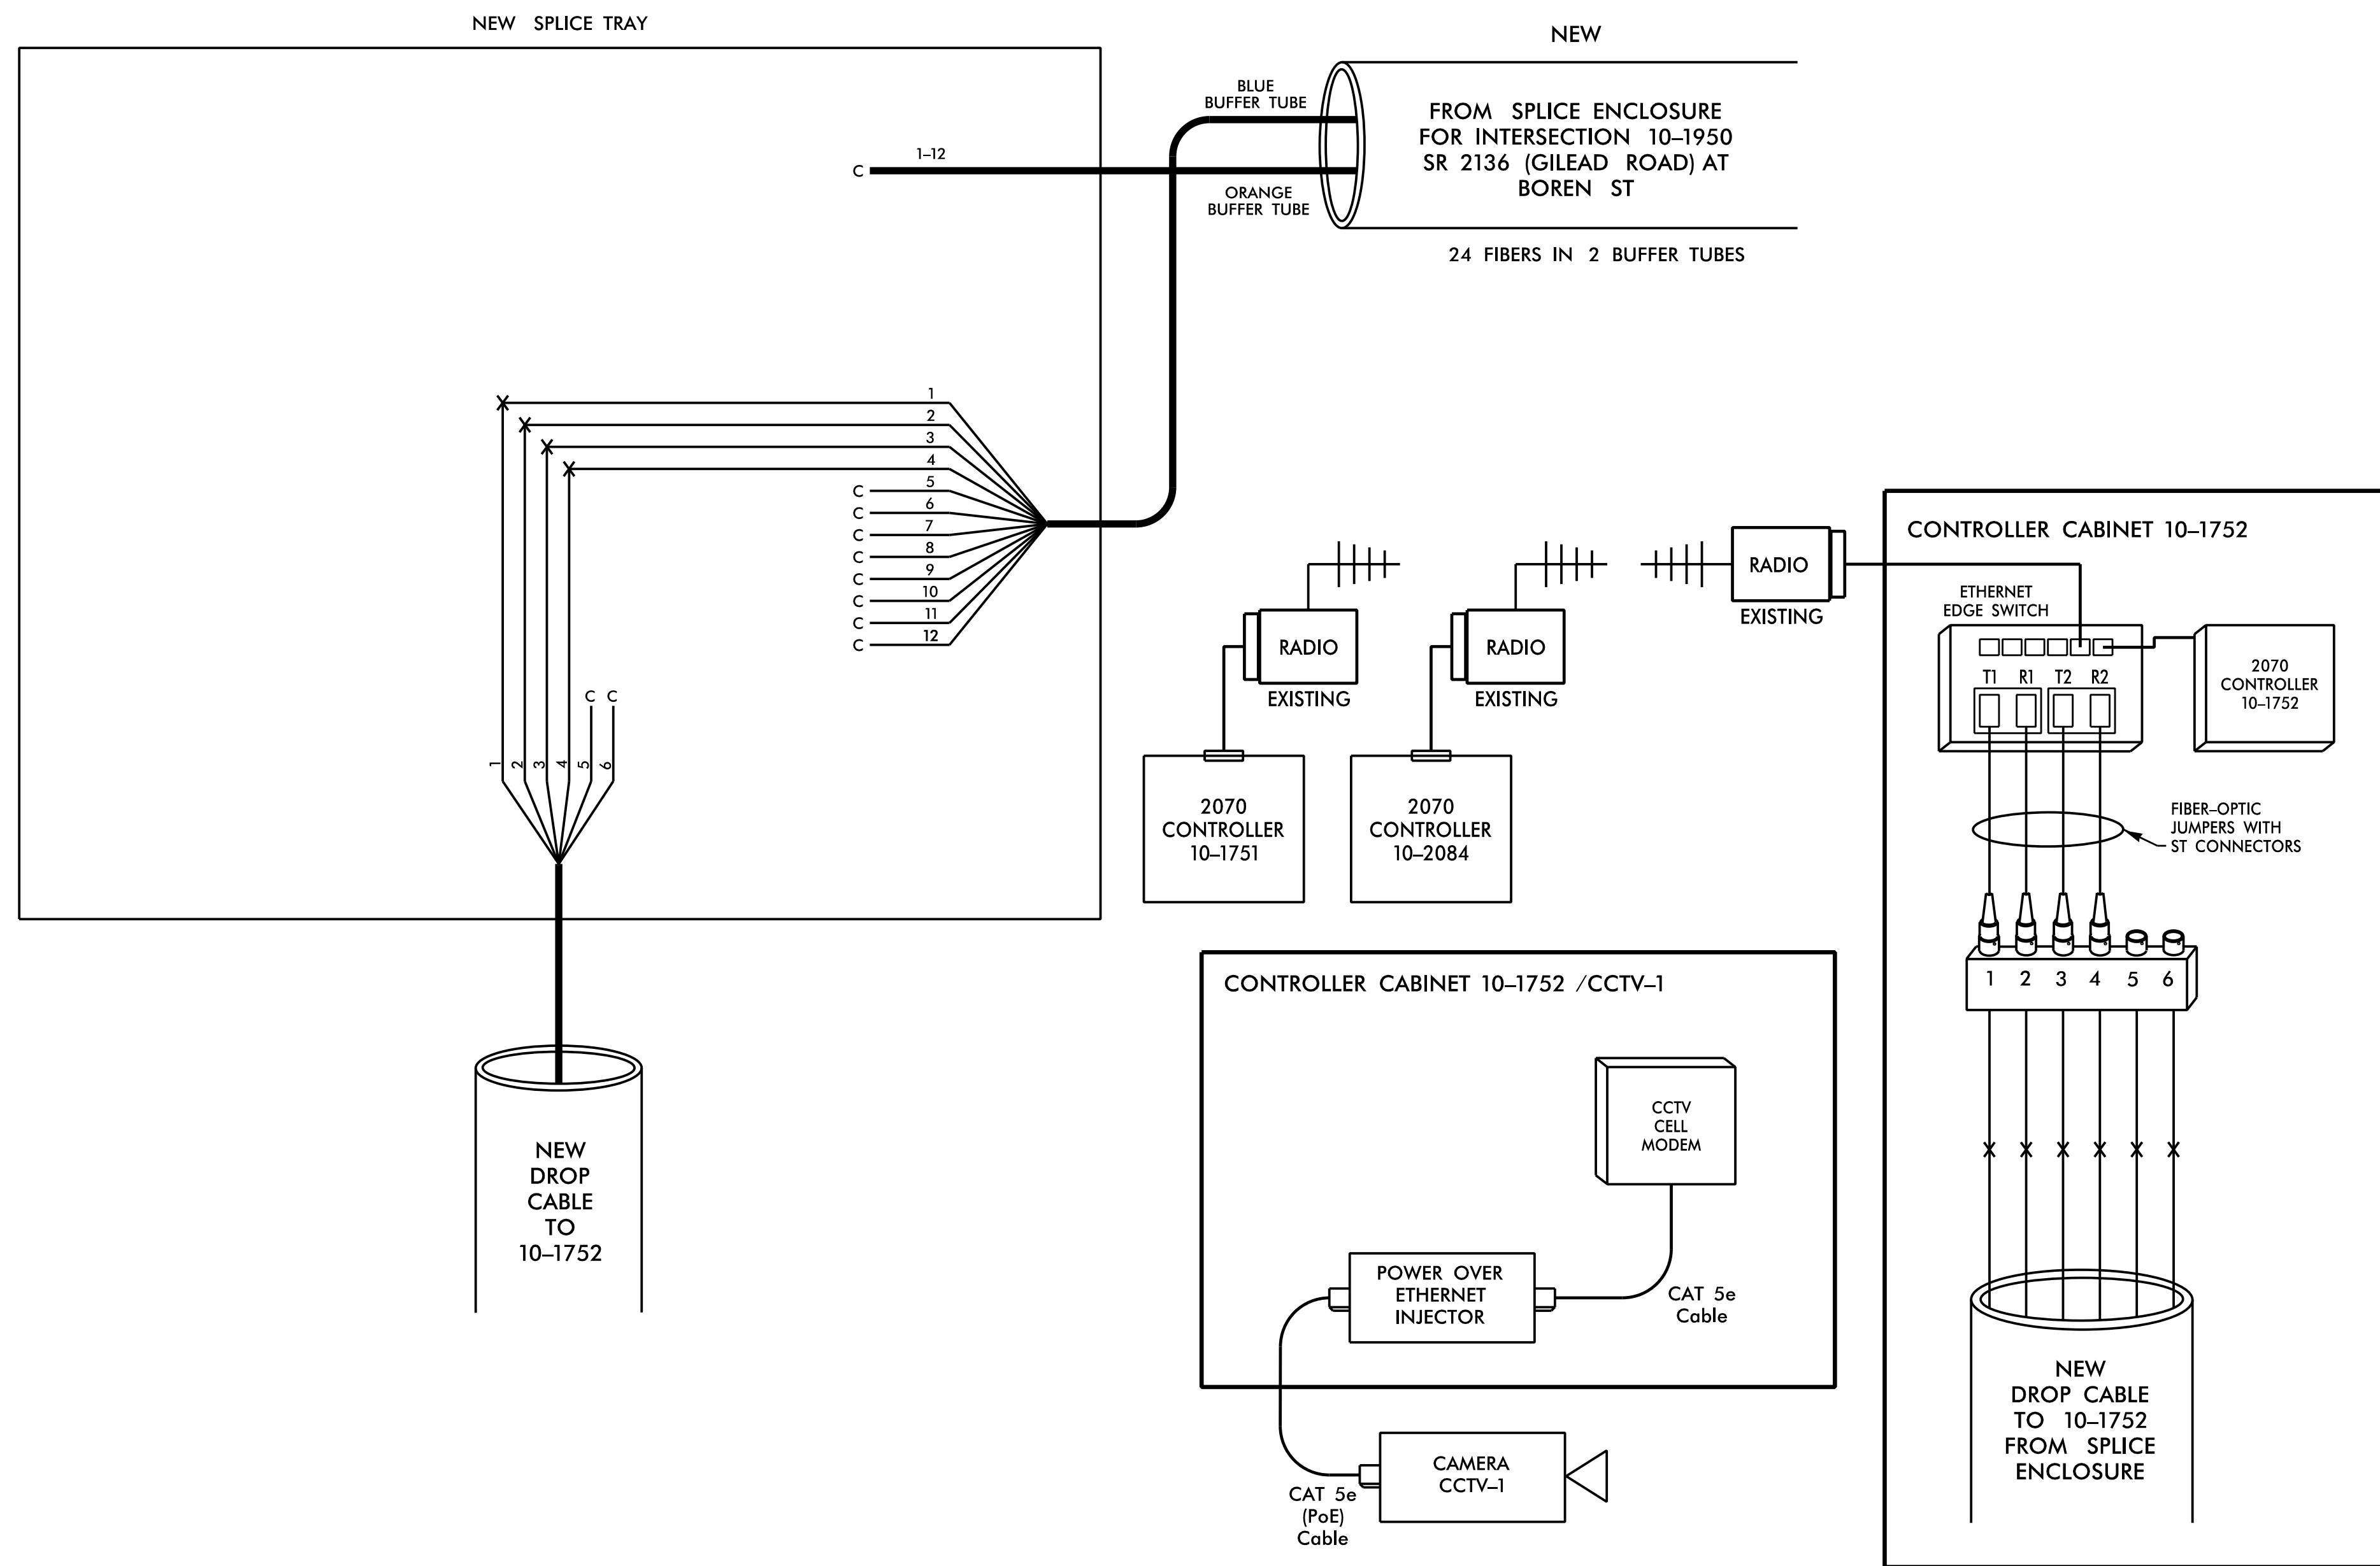 NEW SPLICE TRAY
NEW
BLUE
BUFFER TUBE
FROM SPLICE ENCLOSURE
FOR INTERSECTION 10–1950
SR 2136 (GILEAD ROAD) AT
BOREN ST
C
1–12
ORANGE
BUFFER TUBE
24 FIBERS IN 2 BUFFER TUBES
1
2
3
4
C 5
C 6
C 7
C 8
C 9
C 10
C 11
C 12
C C
1 2 3 4 5 6
NEW
DROP
CABLE
TO
10–1752
RADIO
EXISTING
2070
CONTROLLER
10–1751
RADIO
EXISTING
2070
CONTROLLER
10–2084
RADIO
EXISTING
CONTROLLER CABINET 10–1752
ETHERNET
EDGE SWITCH
T1 R1 T2 R2
2070
CONTROLLER
10–1752
FIBER–OPTIC
JUMPERS WITH
ST CONNECTORS
1 2 3 4 5 6
NEW
DROP CABLE
TO 10–1752
FROM SPLICE
ENCLOSURE
CONTROLLER CABINET 10–1752 /CCTV–1
CCTV
CELL
MODEM
POWER OVER
ETHERNET
INJECTOR
CAT 5e
Cable
CAMERA
CCTV–1
CAT 5e
(PoE)
Cable